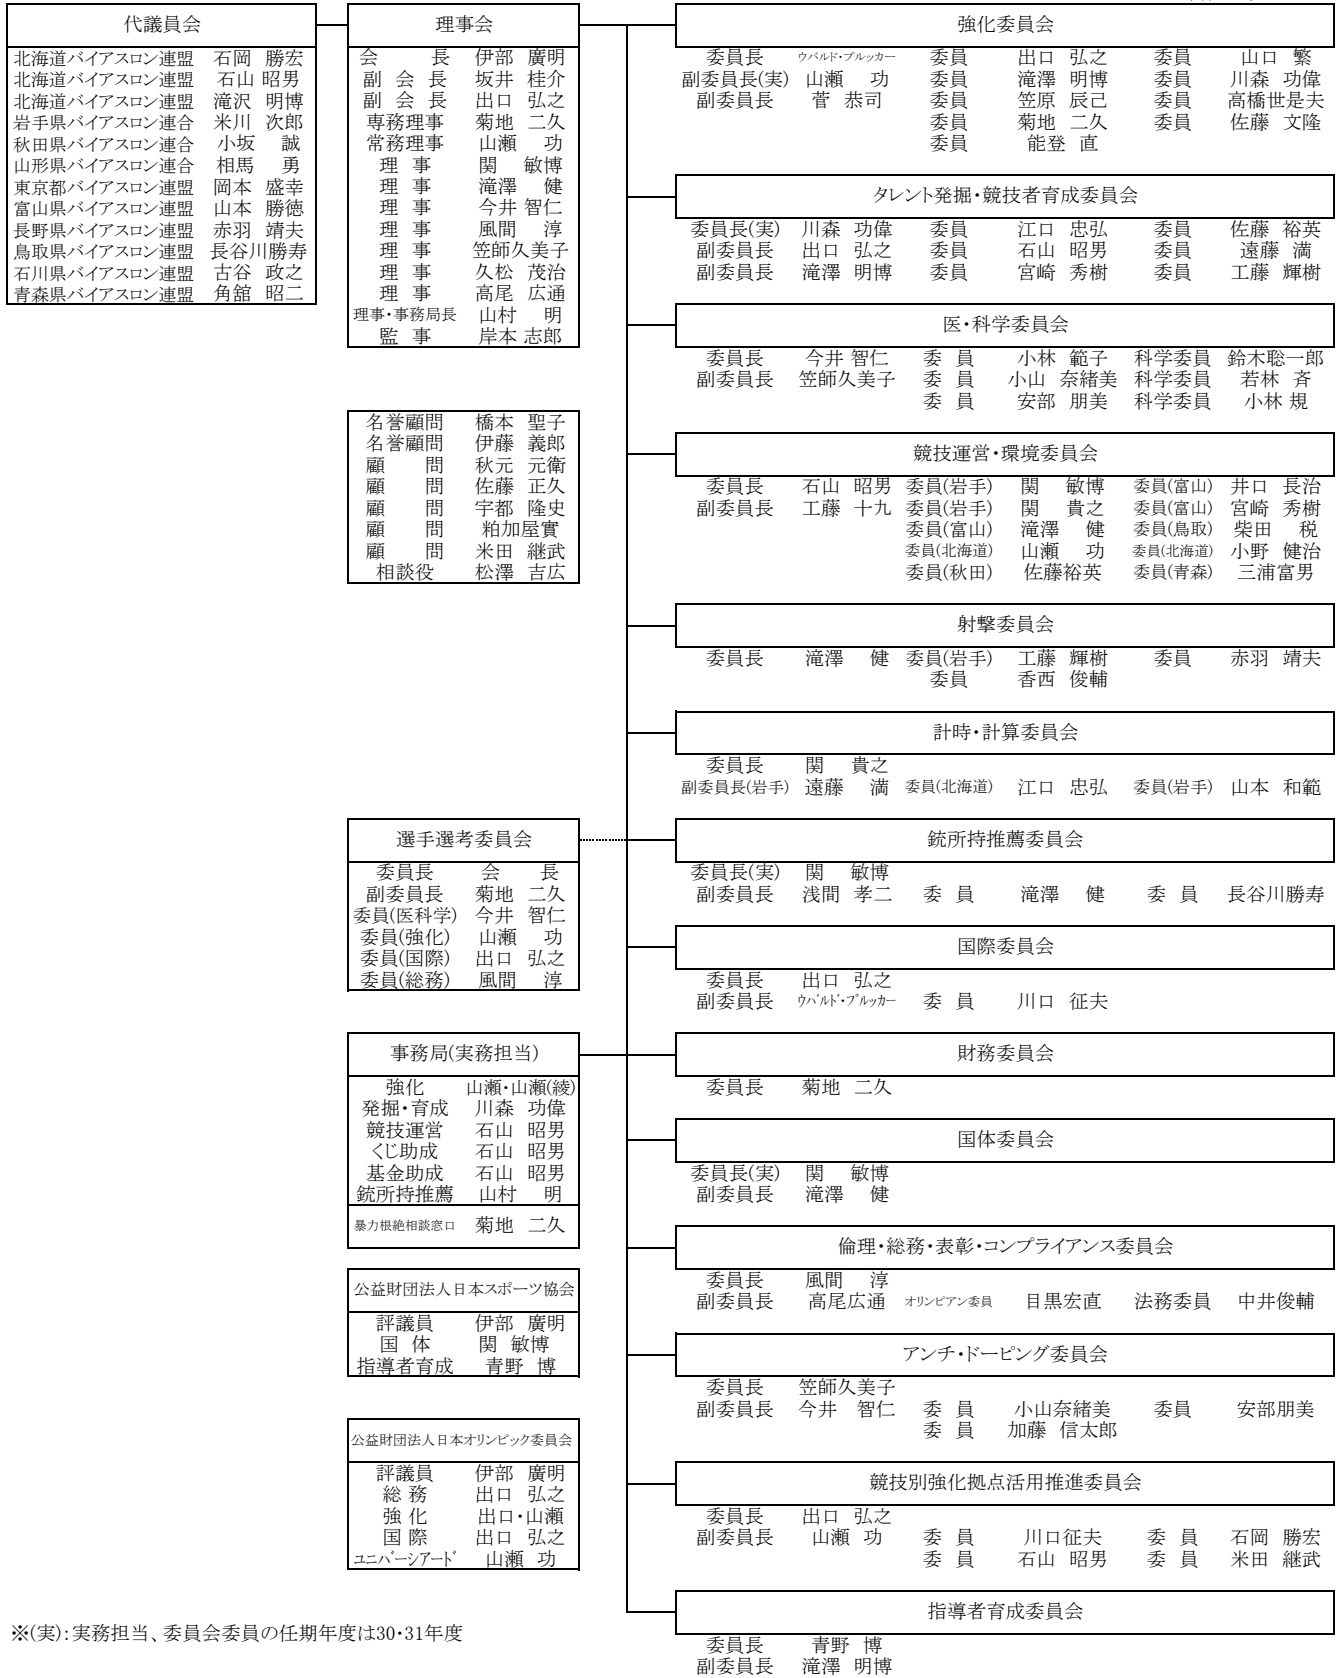 代議員会
北海道バイアスロン連盟 石岡 勝宏
北海道バイアスロン連盟 石山 昭男
北海道バイアスロン連盟 滝沢 明博
岩手県バイアスロン連合 米川 次郎
秋田県バイアスロン連合 小坂 誠
山形県バイアスロン連合 相馬 勇
東京都バイアスロン連盟 岡本 盛幸
富山県バイアスロン連盟 山本 勝徳
長野県バイアスロン連盟 赤羽 靖夫
鳥取県バイアスロン連盟 長谷川勝寿
石川県バイアスロン連盟 古谷 政之
青森県バイアスロン連盟 角舘 昭二
理事会
会 長 伊部 廣明
副 会 長 坂井 桂介
副 会 長 出口 弘之
専務理事 菊地 二久
常務理事 山瀬 功
理 事 関 敏博
理 事 滝澤 健
理 事 今井 智仁
理 事 風間 淳
理 事 笠師久美子
理 事 久松 茂治
理 事 高尾 広通
理事・事務局長 山村 明
監 事 岸本 志郎
名誉顧問 橋本 聖子
名誉顧問 伊藤 義郎
顧 問 秋元 元衛
顧 問 佐藤 正久
顧 問 宇都 隆史
顧 問 粕加屋實
顧 問 米田 継武
相談役 松澤 吉広
選手選考委員会
委員長 会 長
副委員長 菊地 二久
委員(医科学) 今井 智仁
委員(強化) 山瀬 功
委員(国際) 出口 弘之
委員(総務) 風間 淳
事務局(実務担当)
強化 山瀬・山瀬(綾)
発掘・育成 川森 功偉
競技運営 石山 昭男
くじ助成 石山 昭男
基金助成 石山 昭男
銃所持推薦 山村 明
暴力根絶相談窓口 菊地 二久
公益財団法人日本スポーツ協会
評議員 伊部 廣明
国 体 関 敏博
指導者育成 青野 博
公益財団法人日本オリンピック委員会
評議員 伊部 廣明
総 務 出口 弘之
強 化 出口・山瀬
国 際 出口 弘之
ユニバーシアード 山瀬 功
強化委員会
委員長 ウバルド・プルッカー 委員 出口 弘之 委員 山口 繁
副委員長(実) 山瀬 功 委員 滝澤 明博 委員 川森 功偉
副委員長 菅 恭司 委員 笠原 辰己 委員 高橋世是夫
委員 菊地 二久 委員 佐藤 文隆
委員 能登 直
タレント発掘・競技者育成委員会
委員長(実) 川森 功偉 委員 江口 忠弘 委員 佐藤 裕英
副委員長 出口 弘之 委員 石山 昭男 委員 遠藤 満
副委員長 滝澤 明博 委員 宮崎 秀樹 委員 工藤 輝樹
医・科学委員会
委員長 今井 智仁 委 員 小林 範子 科学委員 鈴木聡一郎
副委員長 笠師久美子 委 員 小山 奈緒美 科学委員 若林 斉
委 員 安部 朋美 科学委員 小林 規
競技運営・環境委員会
委員長 石山 昭男 委員(岩手) 関 敏博 委員(富山) 井口 長治
副委員長 工藤 十九 委員(岩手) 関 貴之 委員(富山) 宮崎 秀樹
委員(富山) 滝澤 健 委員(鳥取) 柴田 税
委員(北海道) 山瀬 功 委員(北海道) 小野 健治
委員(秋田) 佐藤裕英 委員(青森) 三浦富男
射撃委員会
委員長 滝澤 健 委員(岩手) 工藤 輝樹 委員 赤羽 靖夫
委員 香西 俊輔
計時・計算委員会
委員長 関 貴之
副委員長(岩手) 遠藤 満 委員(北海道) 江口 忠弘 委員(岩手) 山本 和範
銃所持推薦委員会
委員長(実) 関 敏博
副委員長 浅間 孝二 委 員 滝澤 健 委 員 長谷川勝寿
国際委員会
委員長 出口 弘之
副委員長 ウバルド・プルッカー 委 員 川口 征夫
財務委員会
委員長 菊地 二久
国体委員会
委員長(実) 関 敏博
副委員長 滝澤 健
倫理・総務・表彰・コンプライアンス委員会
委員長 風間 淳
副委員長 高尾広通 オリンピアン委員 目黒宏直 法務委員 中井俊輔
アンチ・ドーピング委員会
委員長 笠師久美子
副委員長 今井 智仁 委 員 小山奈緒美 委員 安部朋美
委 員 加藤 信太郎
競技別強化拠点活用推進委員会
委員長 出口 弘之
副委員長 山瀬 功 委 員 川口征夫 委 員 石岡 勝宏
委 員 石山 昭男 委 員 米田 継武
指導者育成委員会
委員長 青野 博
副委員長 滝澤 明博
※(実):実務担当、委員会委員の任期年度は30・31年度